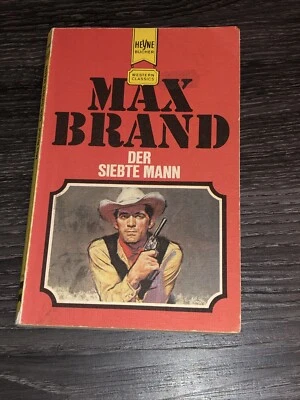 HEYNE
BÜCHER
WESTERN
CLASSICS
MAX
BRAND
DER
SIEBTE MANN